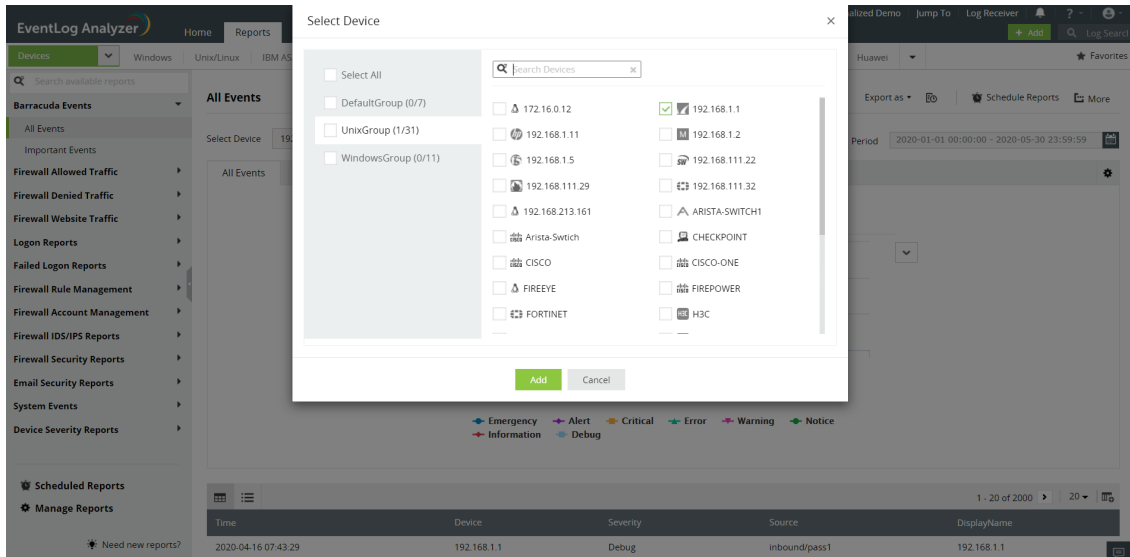 EventLog Analyzer
Home Reports
alized Demo Jump To Log Receiver ?
+ Add Log Searc
Devices Windows Unix/Linux IBM AS Huawei Favorites
Search available reports
Barracuda Events
All Events
Important Events
Firewall Allowed Traffic
Firewall Denied Traffic
Firewall Website Traffic
Logon Reports
Failed Logon Reports
Firewall Rule Management
Firewall Account Management
Firewall IDS/IPS Reports
Firewall Security Reports
Email Security Reports
System Events
Device Severity Reports
Scheduled Reports
Manage Reports
Need new reports?
All Events
Export as Schedule Reports More
Select Device 19
Period 2020-01-01 00:00:00 - 2020-05-30 23:59:59
All Events
Select Device
Select All
DefaultGroup (0/7)
UnixGroup (1/31)
WindowsGroup (0/11)
Search Devices
172.16.0.12 192.168.1.1
192.168.1.11 192.168.1.2
192.168.1.5 192.168.111.22
192.168.111.29 192.168.111.32
192.168.213.161 ARISTA-SWITCH1
Arista-Swtich CHECKPOINT
CISCO CISCO-ONE
FIREEYE FIREPOWER
FORTINET H3C
Add Cancel
Emergency Alert Critical Error Warning Notice
Information Debug
1 - 20 of 2000 20
Time Device Severity Source DisplayName
2020-04-16 07:43:29 192.168.1.1 Debug inbound/pass1 192.168.1.1